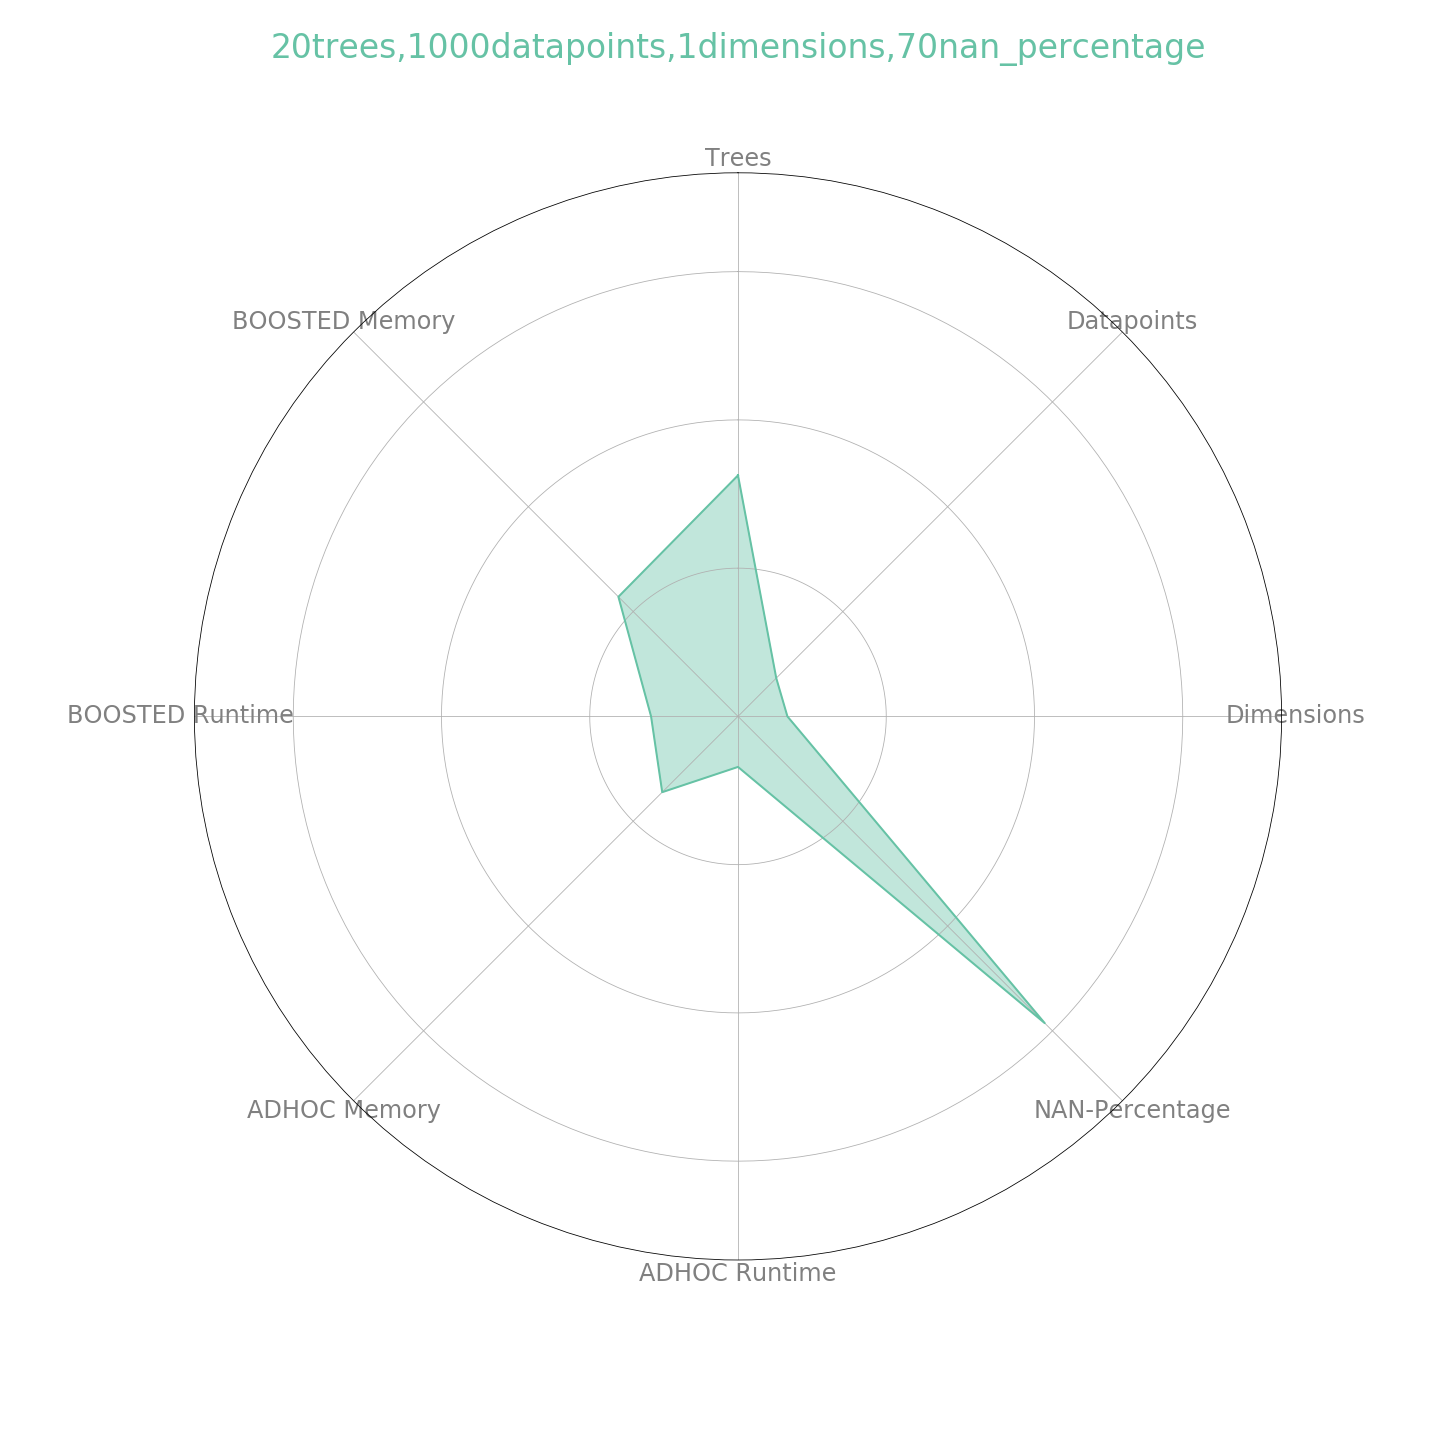 20trees,1000datapoints,1dimensions,70nan_percentage
Trees
BOOSTED Memory
Datapoints
BOOSTED Runtime
Dimensions
ADHOC Memory
NAN-Percentage
ADHOC Runtime